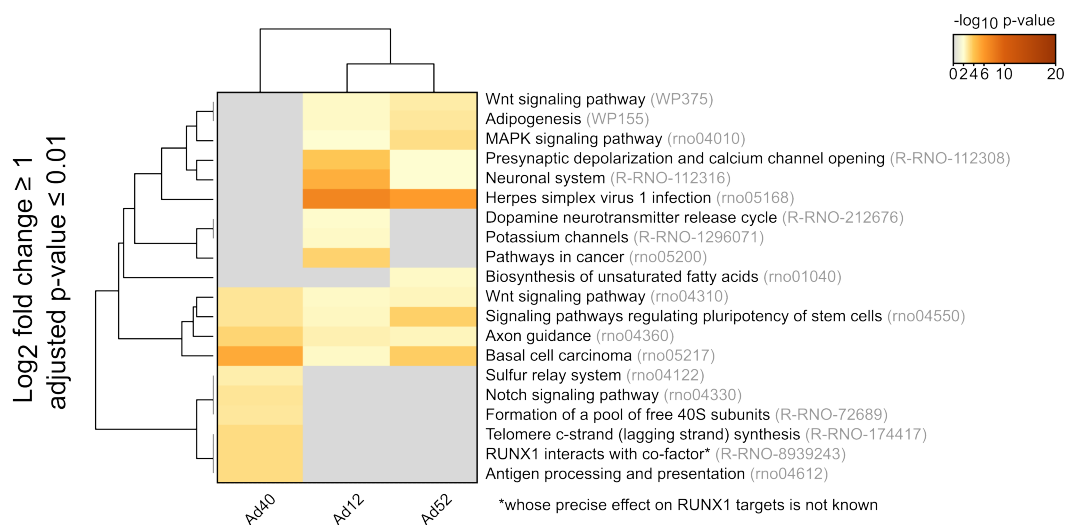 -log10 p-value
0 2 4 6 10 20
Log2 fold change ≥ 1
adjusted p-value ≤ 0.01
Wnt signaling pathway (WP375)
Adipogenesis (WP155)
MAPK signaling pathway (rno04010)
Presynaptic depolarization and calcium channel opening (R-RNO-112308)
Neuronal system (R-RNO-112316)
Herpes simplex virus 1 infection (rno05168)
Dopamine neurotransmitter release cycle (R-RNO-212676)
Potassium channels (R-RNO-1296071)
Pathways in cancer (rno05200)
Biosynthesis of unsaturated fatty acids (rno01040)
Wnt signaling pathway (rno04310)
Signaling pathways regulating pluripotency of stem cells (rno04550)
Axon guidance (rno04360)
Basal cell carcinoma (rno05217)
Sulfur relay system (rno04122)
Notch signaling pathway (rno04330)
Formation of a pool of free 40S subunits (R-RNO-72689)
Telomere c-strand (lagging strand) synthesis (R-RNO-174417)
RUNX1 interacts with co-factor* (R-RNO-8939243)
Antigen processing and presentation (rno04612)
Ad40 Ad12 Ad52
*whose precise effect on RUNX1 targets is not known